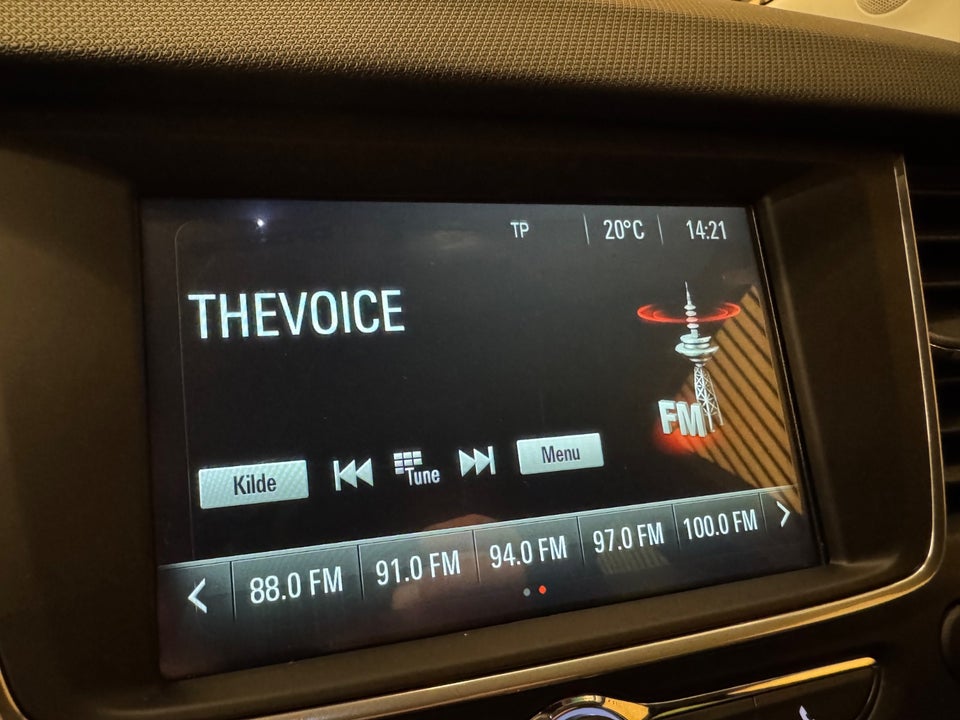 TP 20°C 14:21
THEVOICE
FM
Kilde Tune Menu
88.0 FM 91.0 FM 94.0 FM 97.0 FM 100.0 FM